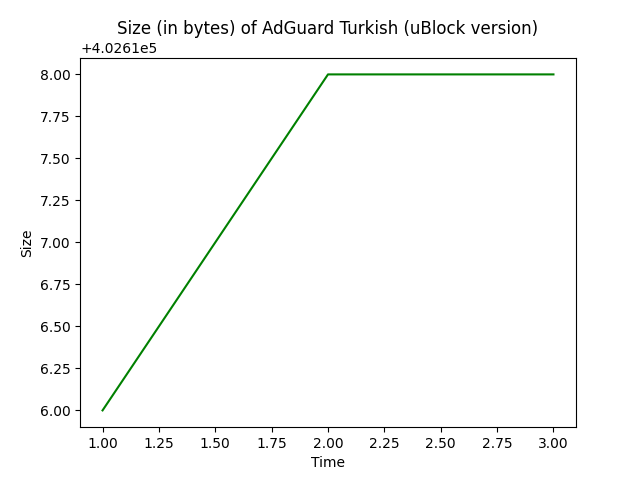 Size (in bytes) of AdGuard Turkish (uBlock version)
+4.0261e5
8.00
7.75
7.50
7.25
7.00
6.75
6.50
6.25
6.00
Size
1.00 1.25 1.50 1.75 2.00 2.25 2.50 2.75 3.00
Time